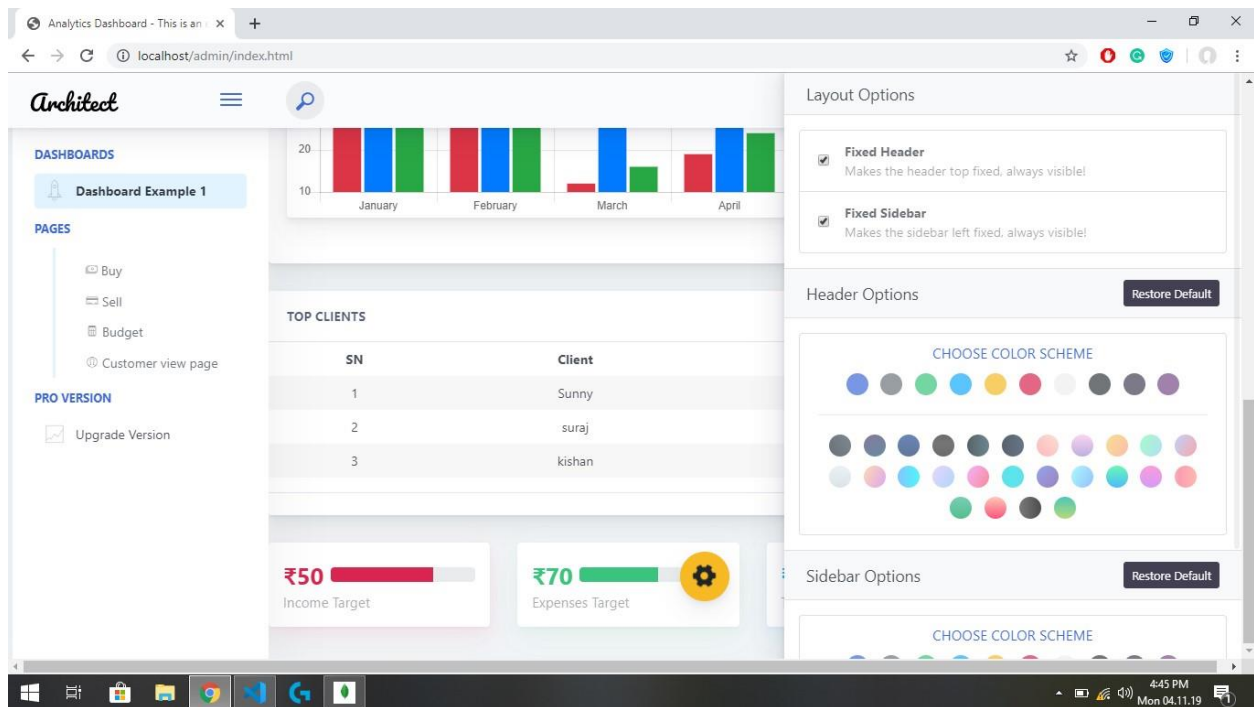 Analytics Dashboard - This is an
localhost/admin/index.html
Architect
DASHBOARDS
Dashboard Example 1
PAGES
Buy
Sell
Budget
Customer view page
PRO VERSION
Upgrade Version
20
10
January February March April
TOP CLIENTS
SN Client
1 Sunny
2 suraj
3 kishan
₹50
Income Target
₹70
Expenses Target
Layout Options
Fixed Header
Makes the header top fixed, always visible!
Fixed Sidebar
Makes the sidebar left fixed, always visible!
Header Options Restore Default
CHOOSE COLOR SCHEME
Sidebar Options Restore Default
CHOOSE COLOR SCHEME
4:45 PM
Mon 04.11.19